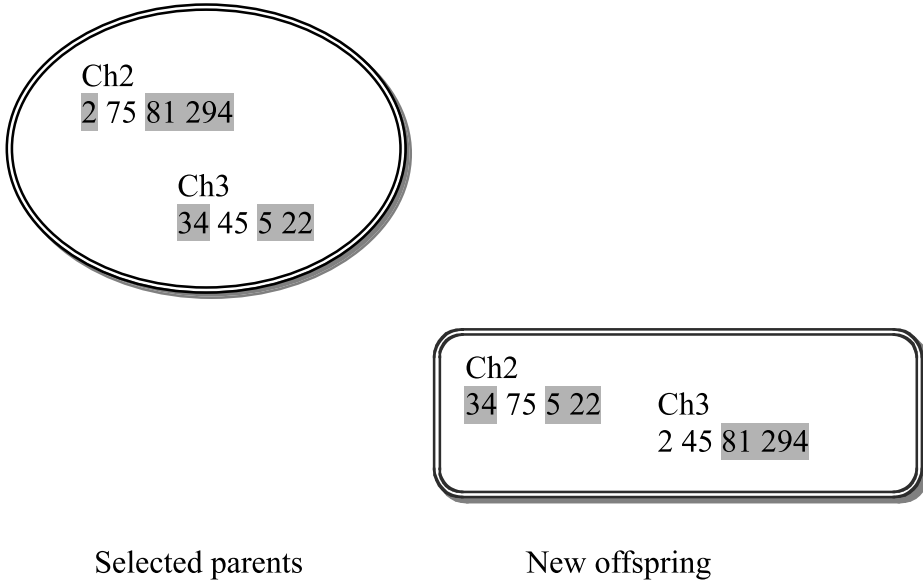 Ch2
2 75 81 294
Ch3
34 45 5 22
Ch2
34 75 5 22
Ch3
2 45 81 294
Selected parents
New offspring